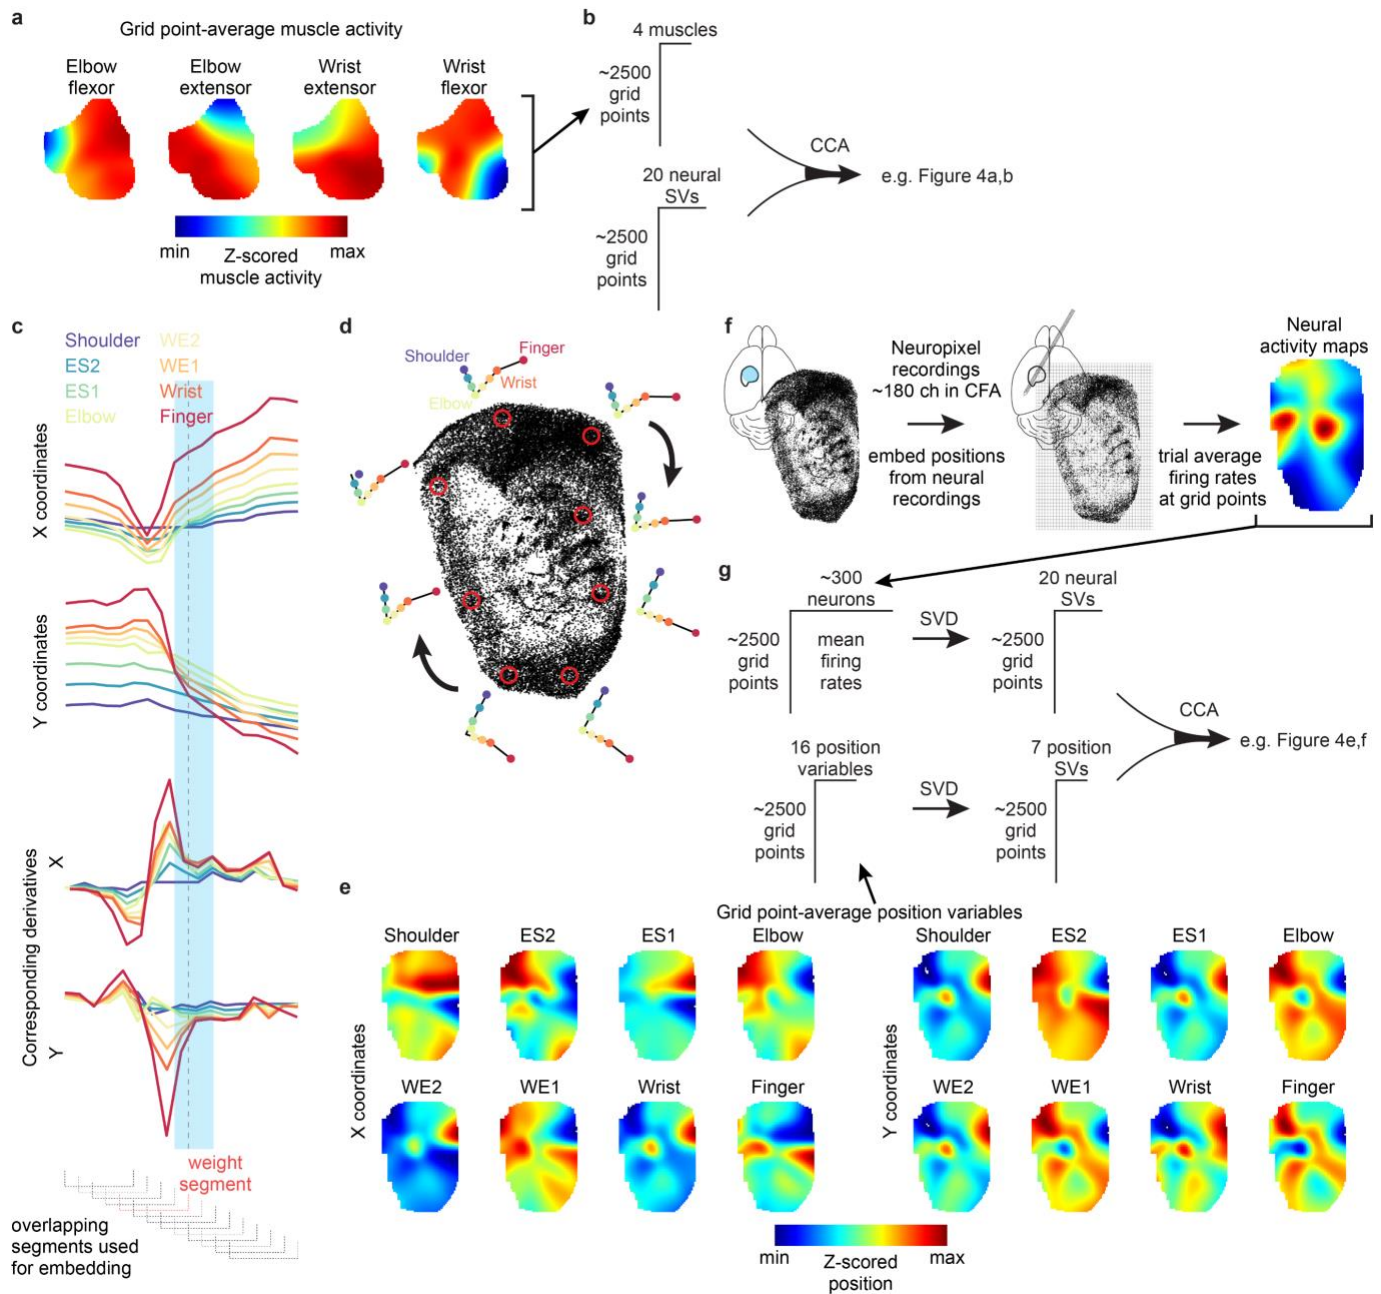 a
Grid point-average muscle activity
Elbow
flexor
Elbow
extensor
Wrist
extensor
Wrist
flexor
min
max
Z-scored
muscle activity
b
4 muscles
~2500
grid
points
20 neural
SVs
~2500
grid
points
CCA
e.g. Figure 4a,b
c
Shoulder
WE2
ES2
WE1
ES1
Wrist
Elbow
Finger
X coordinates
Y coordinates
Corresponding derivatives
X
Y
weight
segment
overlapping
segments used
for embedding
d
Shoulder
Finger
Wrist
Elbow
f
Neuropixel
recordings
~180 ch in CFA
embed positions
from neural
recordings
trial average
firing rates
at grid points
Neural
activity maps
g
~300
neurons
~2500
grid
points
mean
firing
rates
SVD
20 neural
SVs
~2500
grid
points
16 position
variables
~2500
grid
points
SVD
7 position
SVs
~2500
grid
points
CCA
e.g. Figure 4e,f
e
Grid point-average position variables
X coordinates
Shoulder
ES2
ES1
Elbow
WE2
WE1
Wrist
Finger
Y coordinates
Shoulder
ES2
ES1
Elbow
WE2
WE1
Wrist
Finger
min
max
Z-scored
position